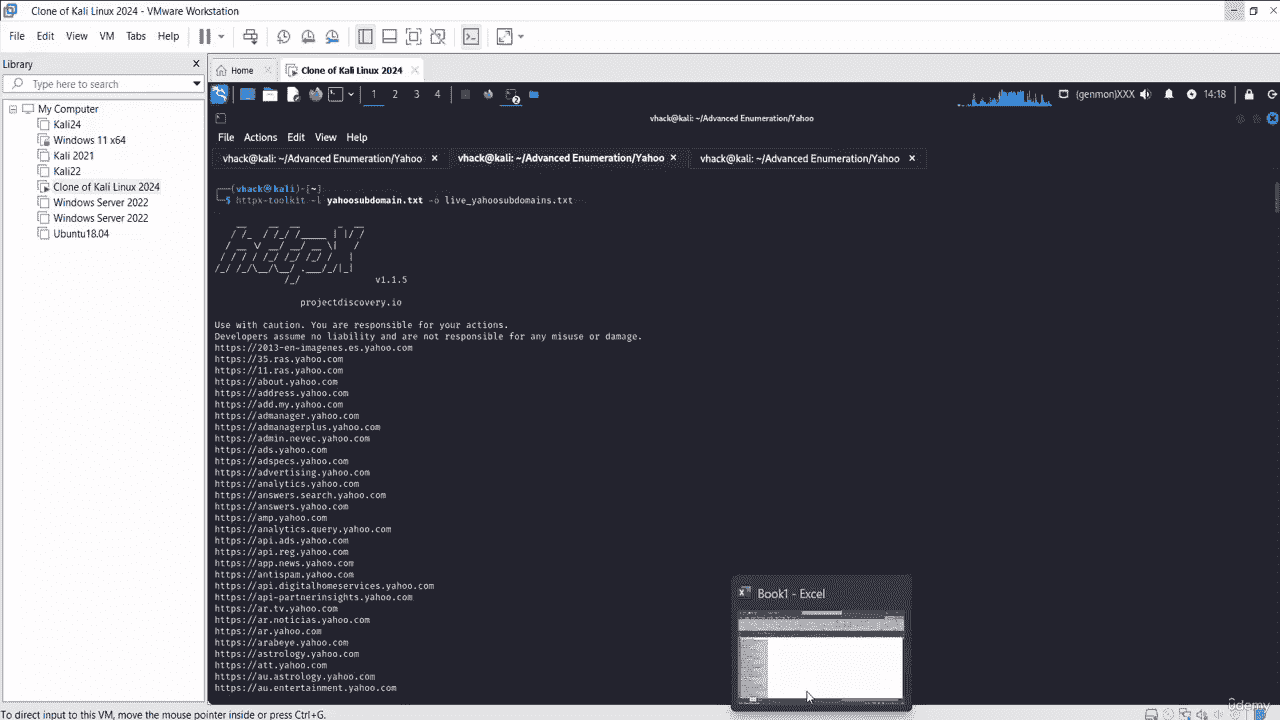 Clone of Kali Linux 2024 - VMware Workstation
File Edit View VM Tabs Help
Library
Type here to search
My Computer
Kali24
Windows 11 x64
Kali 2021
Kali22
Clone of Kali Linux 2024
Windows Server 2022
Windows Server 2022
Ubuntu18.04
Home
Clone of Kali Linux 2024
1 2 3 4
2
(genmon)XXX
14:18
vhack@kali: ~/Advanced Enumeration/Yahoo
File Actions Edit View Help
vhack@kali: ~/Advanced Enumeration/Yahoo
vhack@kali: ~/Advanced Enumeration/Yahoo
vhack@kali: ~/Advanced Enumeration/Yahoo
(vhack㉿kali)-[~]
$ httpx-toolkit -l yahoosubdomain.txt -o live_yahoosubdomains.txt
v1.1.5
projectdiscovery.io
Use with caution. You are responsible for your actions.
Developers assume no liability and are not responsible for any misuse or damage.
https://2013-en-imagenes.es.yahoo.com
https://35.ras.yahoo.com
https://11.ras.yahoo.com
https://about.yahoo.com
https://address.yahoo.com
https://add.my.yahoo.com
https://admanager.yahoo.com
https://admanagerplus.yahoo.com
https://admin.nevec.yahoo.com
https://ads.yahoo.com
https://adspecs.yahoo.com
https://advertising.yahoo.com
https://analytics.yahoo.com
https://answers.search.yahoo.com
https://answers.yahoo.com
https://amp.yahoo.com
https://analytics.query.yahoo.com
https://api.ads.yahoo.com
https://api.reg.yahoo.com
https://app.news.yahoo.com
https://antispam.yahoo.com
https://api.digitalhomeservices.yahoo.com
https://api-partnerinsights.yahoo.com
https://ar.tv.yahoo.com
https://ar.noticias.yahoo.com
https://ar.yahoo.com
https://arabeye.yahoo.com
https://astrology.yahoo.com
https://att.yahoo.com
https://au.astrology.yahoo.com
https://au.entertainment.yahoo.com
Book1 - Excel
To direct input to this VM, move the mouse pointer inside or press Ctrl+G.
Udemy